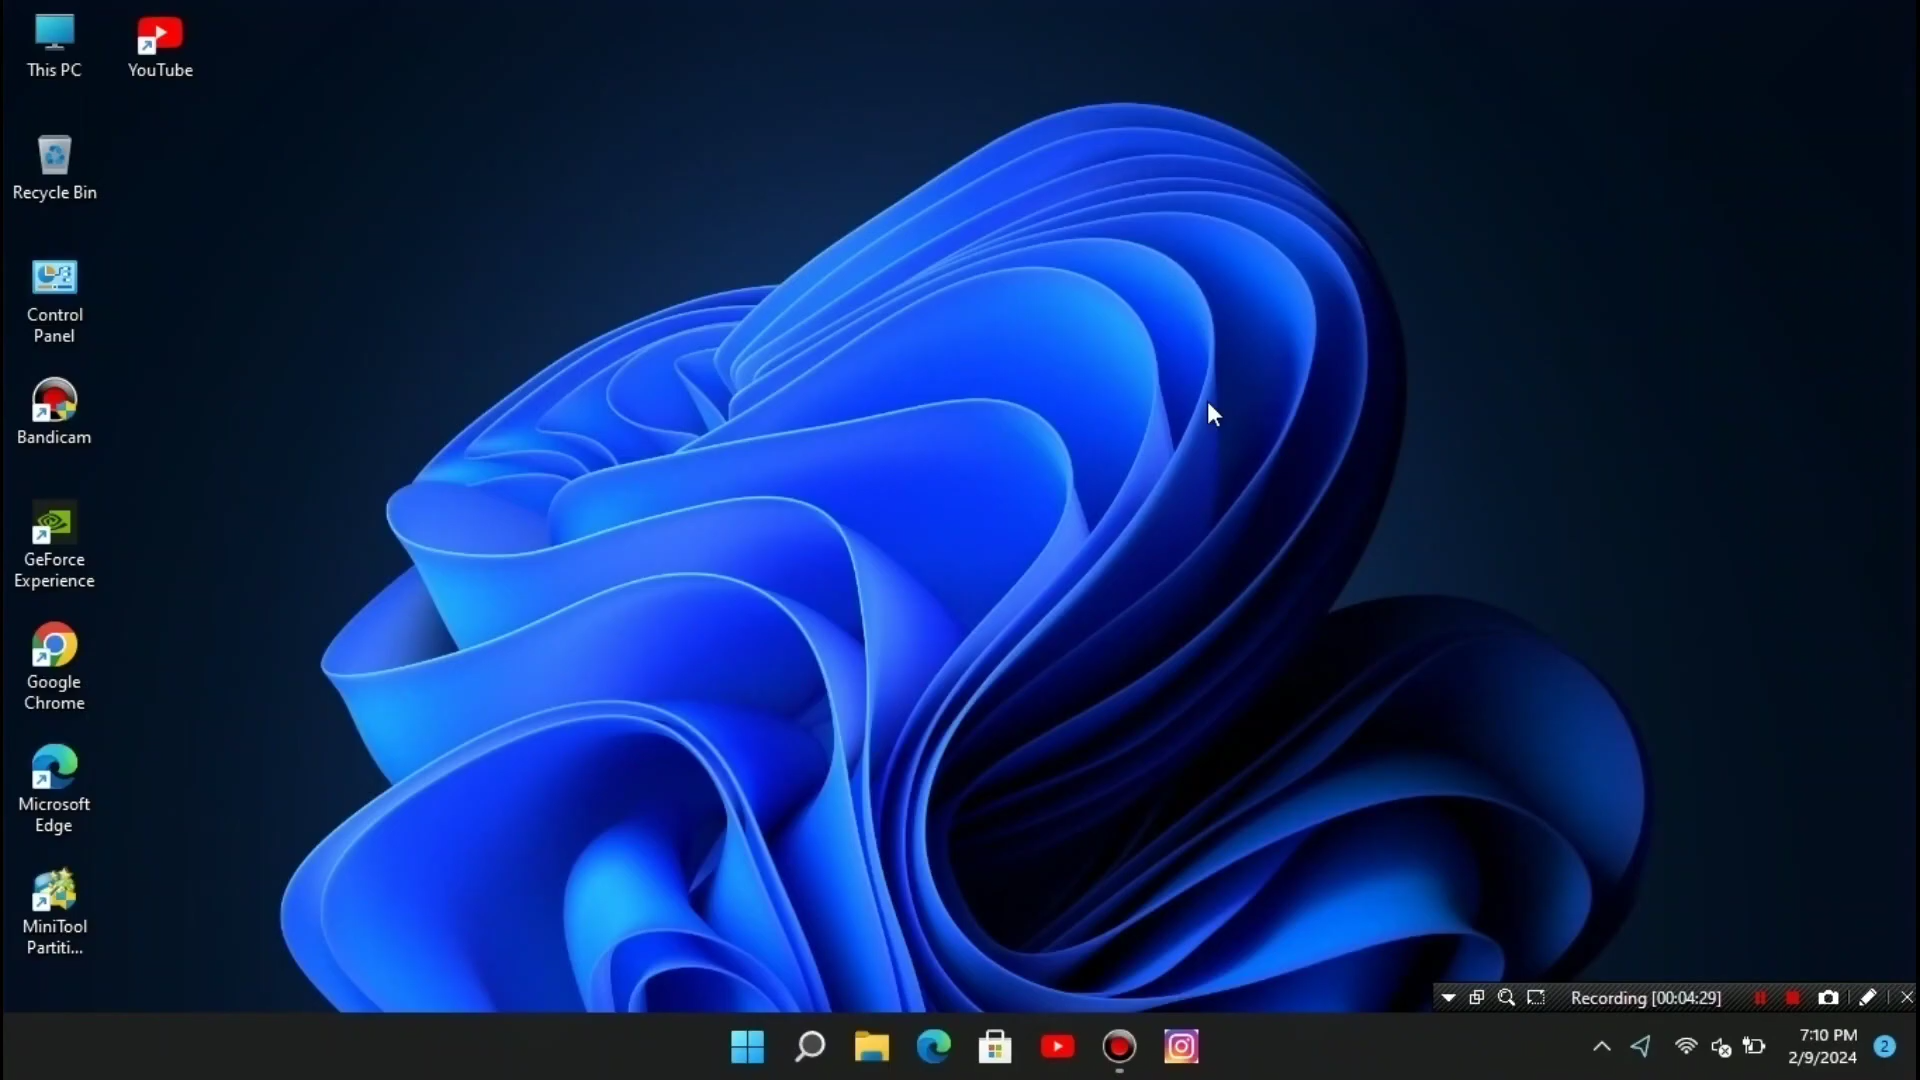 This PC
YouTube
Recycle Bin
Control
Panel
Bandicam
GeForce
Experience
Google
Chrome
Microsoft
Edge
MiniTool
Partiti...
Recording [00:04:29]
7:10 PM
2/9/2024
2